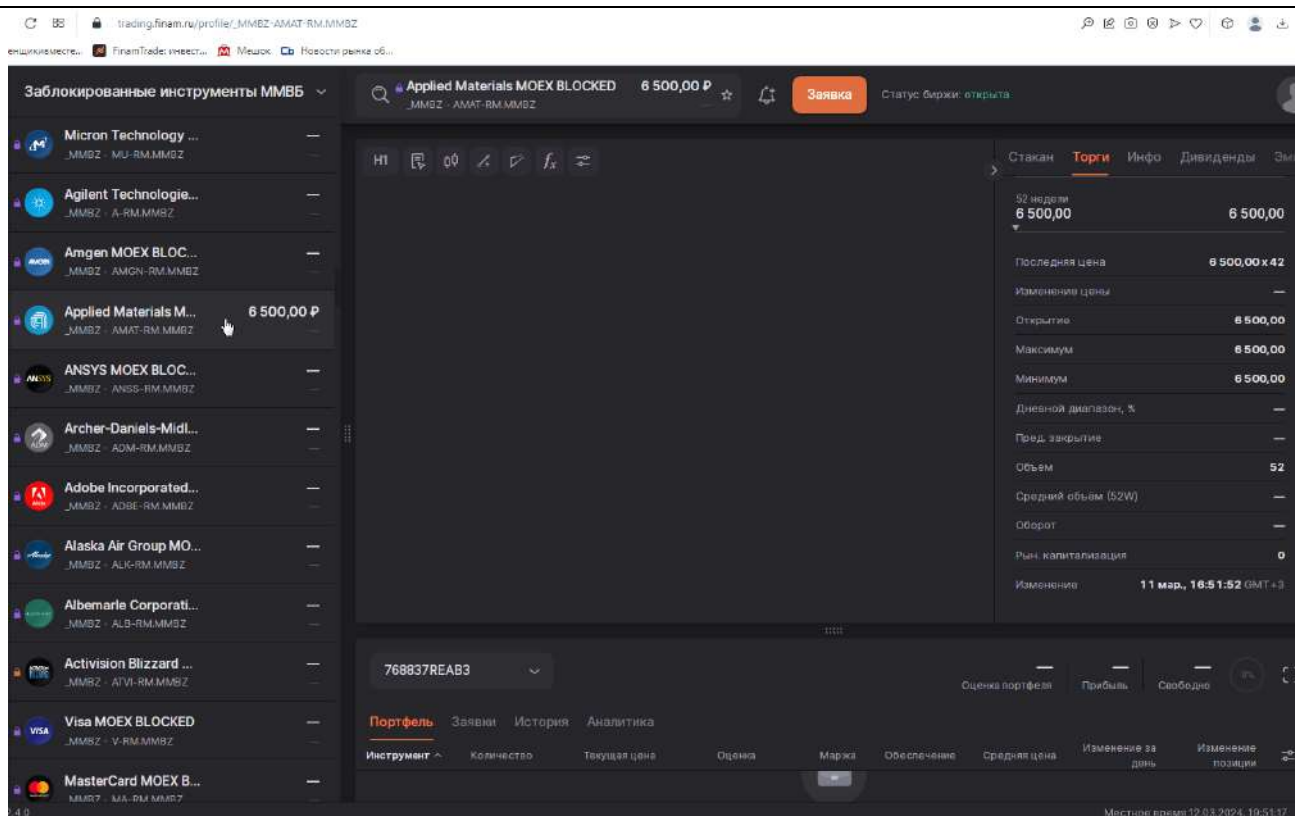 trading.finam.ru/profile/_MMBZ-AMAT-RM.MMBZ
FinamTrade: инвест... Мешок Новости рынка об...
Заблокированные инструменты ММВБ
Applied Materials MOEX BLOCKED 6 500,00 ₽
_MMBZ - AMAT-RM.MMBZ
Заявка
Статус биржи: открыта
Micron Technology ... —
_MMBZ - MU-RM.MMBZ
Agilent Technologie... —
_MMBZ - A-RM.MMBZ
Amgen MOEX BLOC... —
_MMBZ - AMGN-RM.MMBZ
Applied Materials M... 6 500,00 ₽
_MMBZ - AMAT-RM.MMBZ
ANSYS MOEX BLOC... —
_MMBZ - ANSS-RM.MMBZ
Archer-Daniels-Midl... —
_MMBZ - ADM-RM.MMBZ
Adobe Incorporated... —
_MMBZ - ADBE-RM.MMBZ
Alaska Air Group MO... —
_MMBZ - ALK-RM.MMBZ
Albemarle Corporati... —
_MMBZ - ALB-RM.MMBZ
Activision Blizzard ... —
_MMBZ - ATVI-RM.MMBZ
VISA
Visa MOEX BLOCKED —
_MMBZ - V-RM.MMBZ
MasterCard MOEX B... —
_MMBZ - MA-RM.MMBZ
H1
Стакан Торги Инфо Дивиденды
52 недели
6 500,00 6 500,00
Последняя цена 6 500,00 x 42
Изменение цены —
Открытие 6 500,00
Максимум 6 500,00
Минимум 6 500,00
Дневной диапазон, % —
Пред. закрытие —
Объем 52
Средний объём (52W) —
Оборот —
Рын. капитализация 0
Изменение 11 мар., 16:51:52 GMT+3
768837REAB3
— — —
Оценка портфеля Прибыль Свободно
Портфель Заявки История Аналитика
Инструмент Количество Текущая цена Оценка Маржа Обеспечение Средняя цена Изменение за день Изменение позиции
Местное время 12.03.2024, 19:51:17